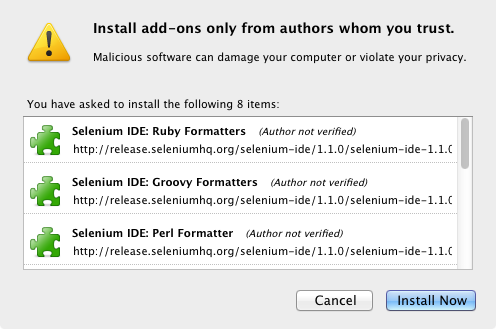 Install add-ons only from authors whom you trust.
Malicious software can damage your computer or violate your privacy.
You have asked to install the following 8 items:
Selenium IDE: Ruby Formatters (Author not verified)
http://release.seleniumhq.org/selenium-ide/1.1.0/selenium-ide-1.1.0
Selenium IDE: Groovy Formatters (Author not verified)
http://release.seleniumhq.org/selenium-ide/1.1.0/selenium-ide-1.1.0
Selenium IDE: Perl Formatter (Author not verified)
http://release.seleniumhq.org/selenium-ide/1.1.0/selenium-ide-1.1.0
Cancel Install Now